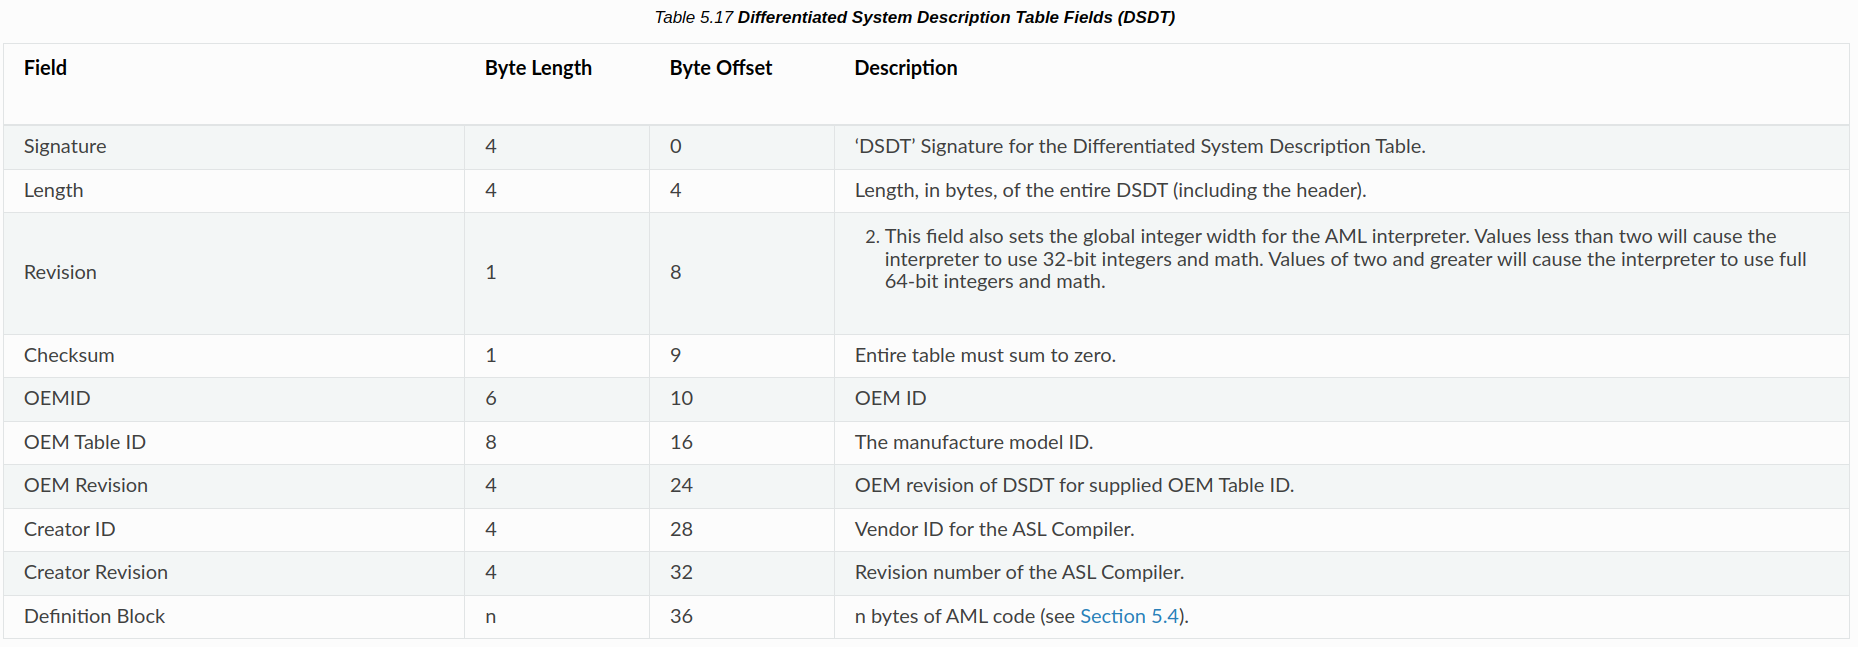 Table 5.17 Differentiated System Description Table Fields (DSDT)
Field Byte Length Byte Offset Description
Signature 4 0 ‘DSDT’ Signature for the Differentiated System Description Table.
Length 4 4 Length, in bytes, of the entire DSDT (including the header).
2. This field also sets the global integer width for the AML interpreter. Values less than two will cause the
interpreter to use 32-bit integers and math. Values of two and greater will cause the interpreter to use full
Revision 1 8
64-bit integers and math.
Checksum 1 9 Entire table must sum to zero.
OEMID 6 10 OEM ID
OEM Table ID 8 16 The manufacture model ID.
OEM Revision 4 24 OEM revision of DSDT for supplied OEM Table ID.
Creator ID 4 28 Vendor ID for the ASL Compiler.
Creator Revision 4 32 Revision number of the ASL Compiler.
Definition Block n 36 n bytes of AML code (see Section 5.4).